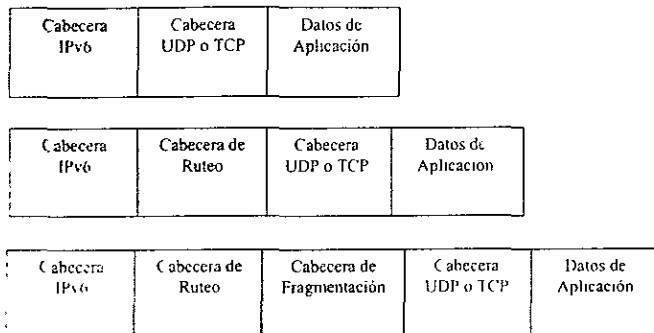 Cabecera Cabecera Datos de
IPv6 UDP o TCP Aplicación
Cabecera Cabecera de Cabecera Datos de
IPv6 Ruteo UDP o TCP Aplicacion
Cabecera Cabecera de Cabecera de Cabecera Datos de
IPv6 Ruteo Fragmentación UDP o TCP Aplicación